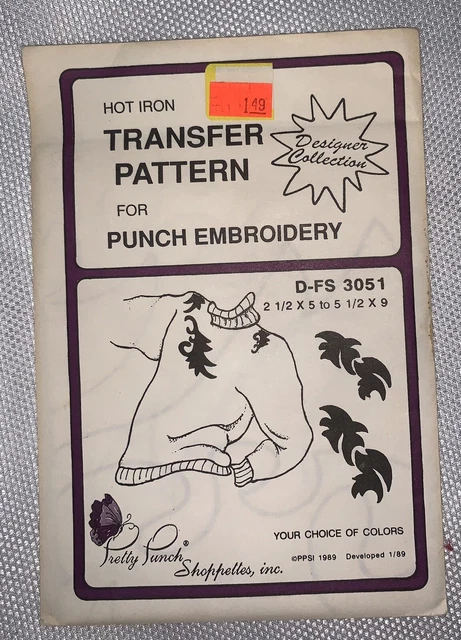 1.49
HOT IRON
TRANSFER
PATTERN
Designer
Collection
FOR
PUNCH EMBROIDERY
D-FS 3051
2 1/2 X 5 to 5 1/2 X 9
YOUR CHOICE OF COLORS
©PPSI 1989 Developed 1/89
Pretty Punch®
Shoppettes, inc.